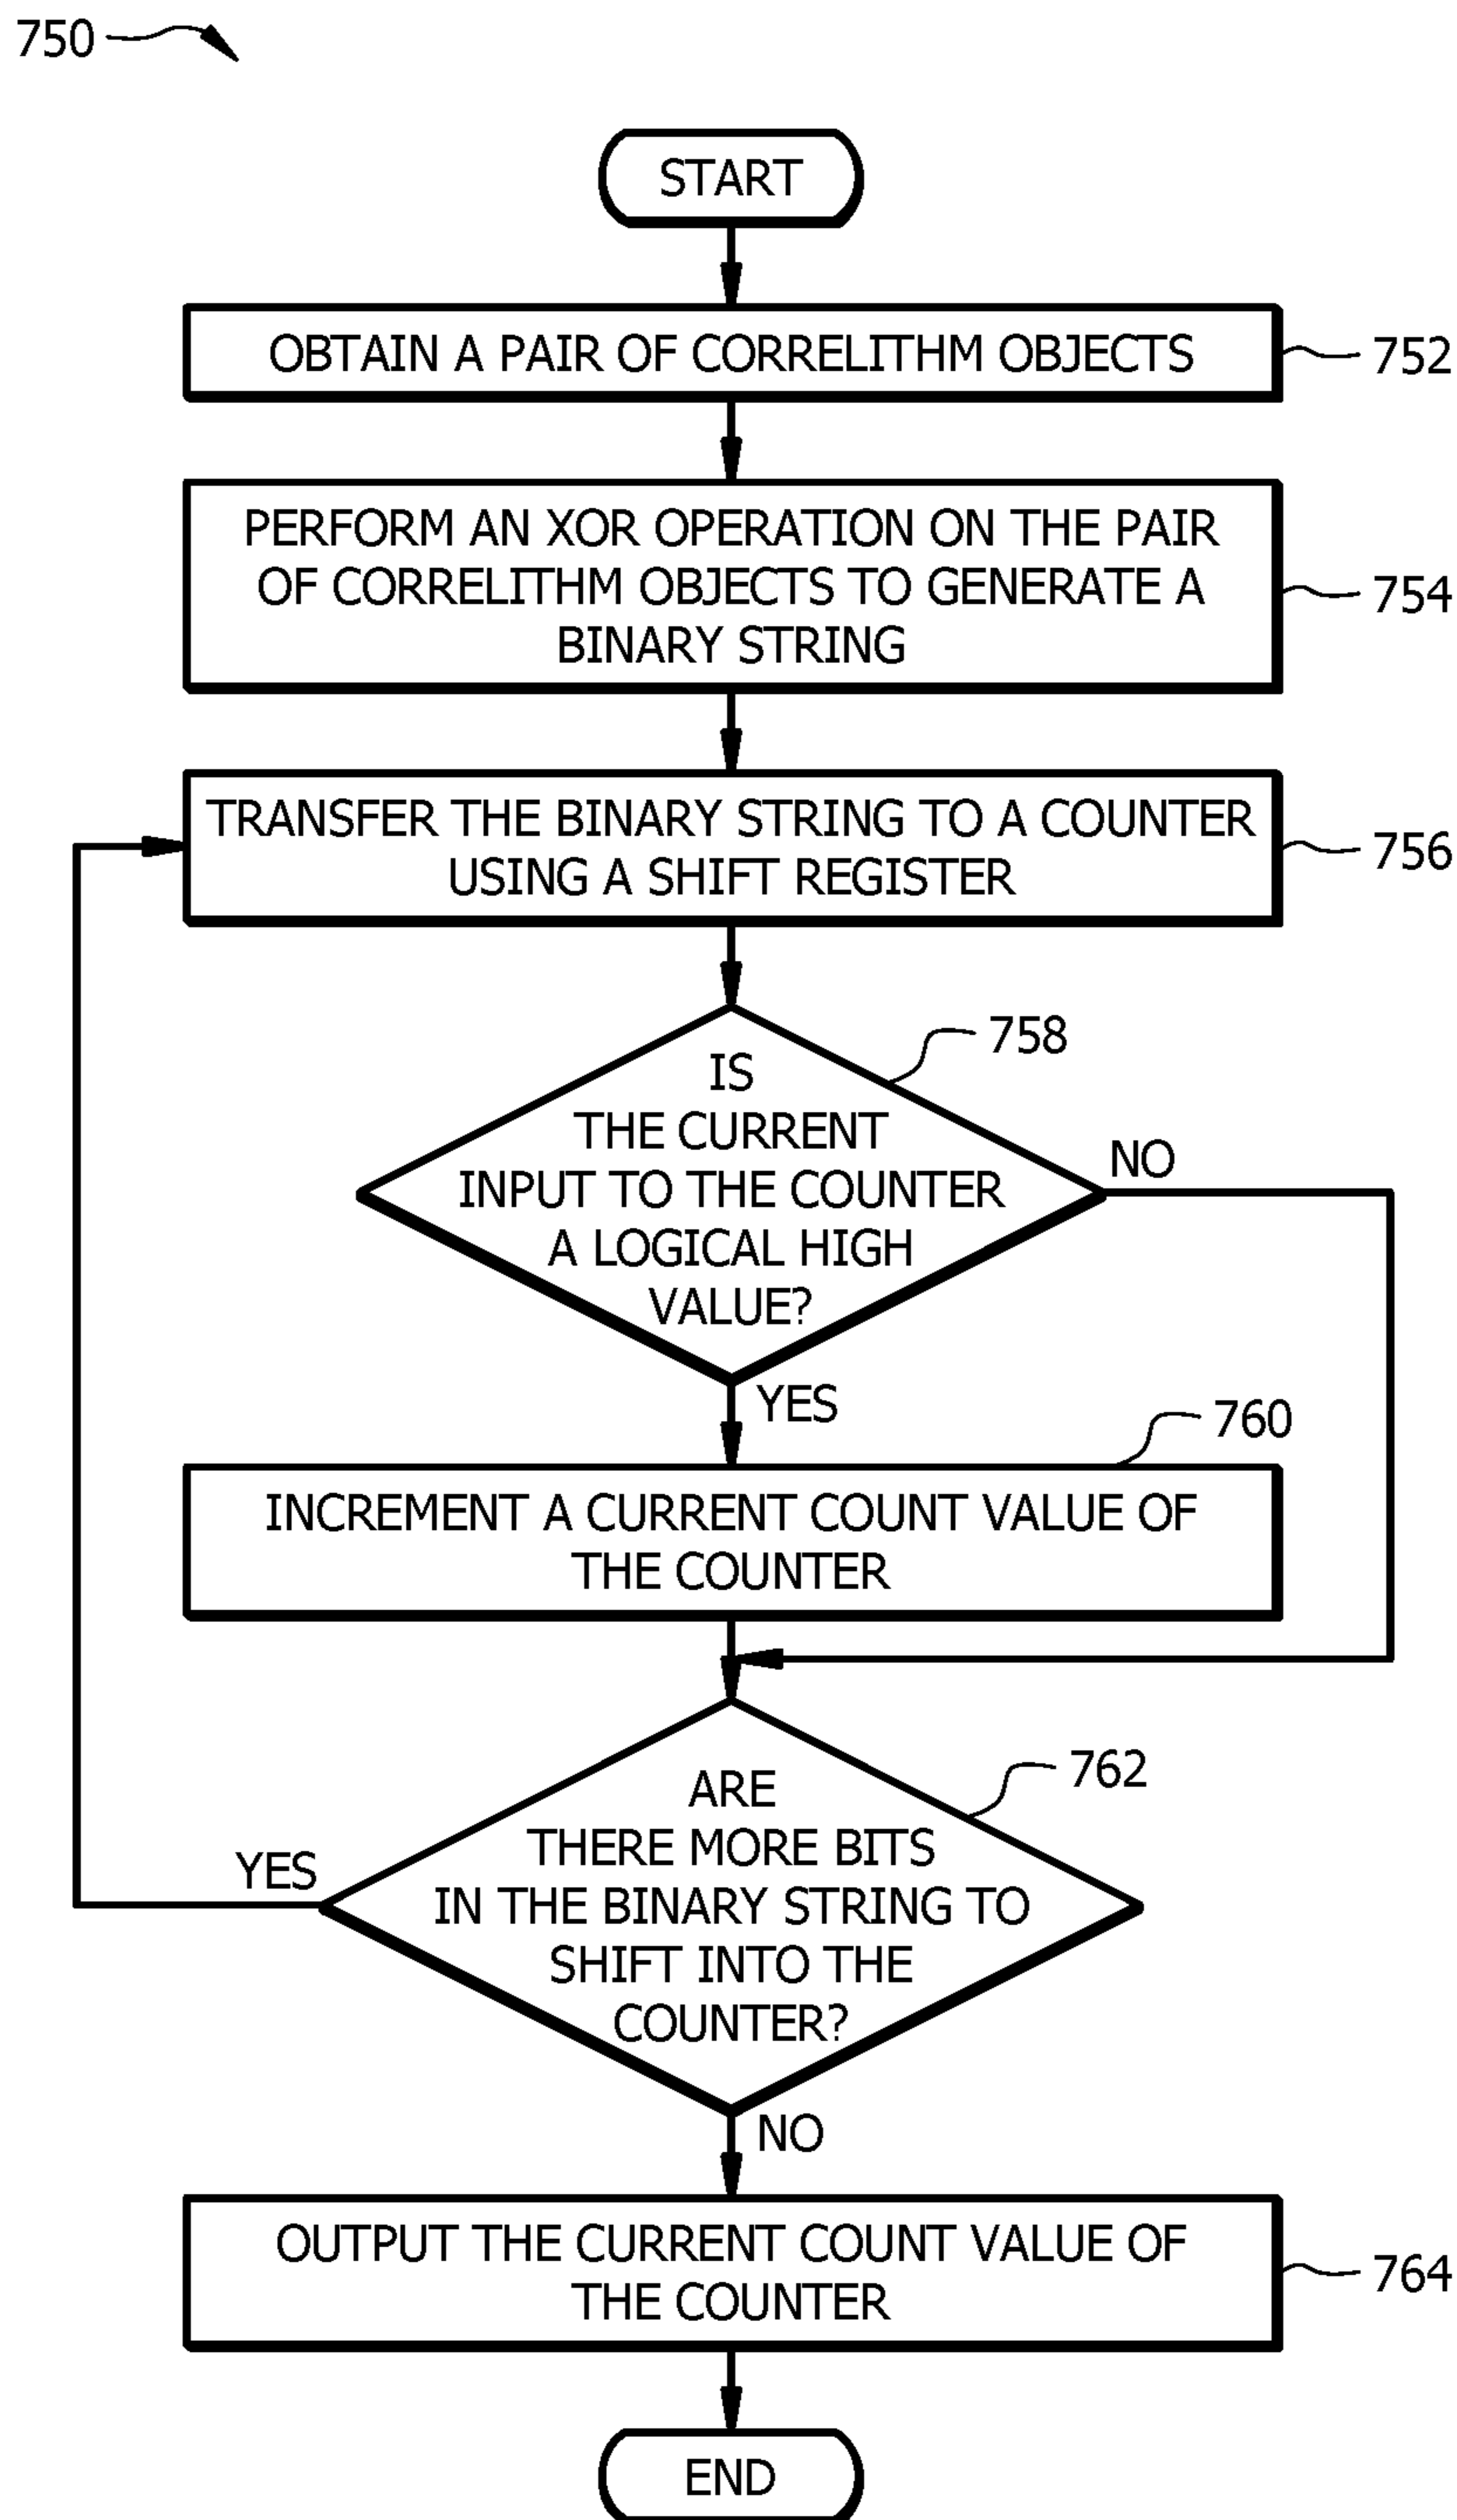 750
START
OBTAIN A PAIR OF CORRELITHM OBJECTS
752
PERFORM AN XOR OPERATION ON THE PAIR
OF CORRELITHM OBJECTS TO GENERATE A
BINARY STRING
754
TRANSFER THE BINARY STRING TO A COUNTER
USING A SHIFT REGISTER
756
758
IS
THE CURRENT
INPUT TO THE COUNTER
A LOGICAL HIGH
VALUE?
NO
YES
760
INCREMENT A CURRENT COUNT VALUE OF
THE COUNTER
762
ARE
THERE MORE BITS
IN THE BINARY STRING TO
SHIFT INTO THE
COUNTER?
YES
NO
OUTPUT THE CURRENT COUNT VALUE OF
THE COUNTER
764
END